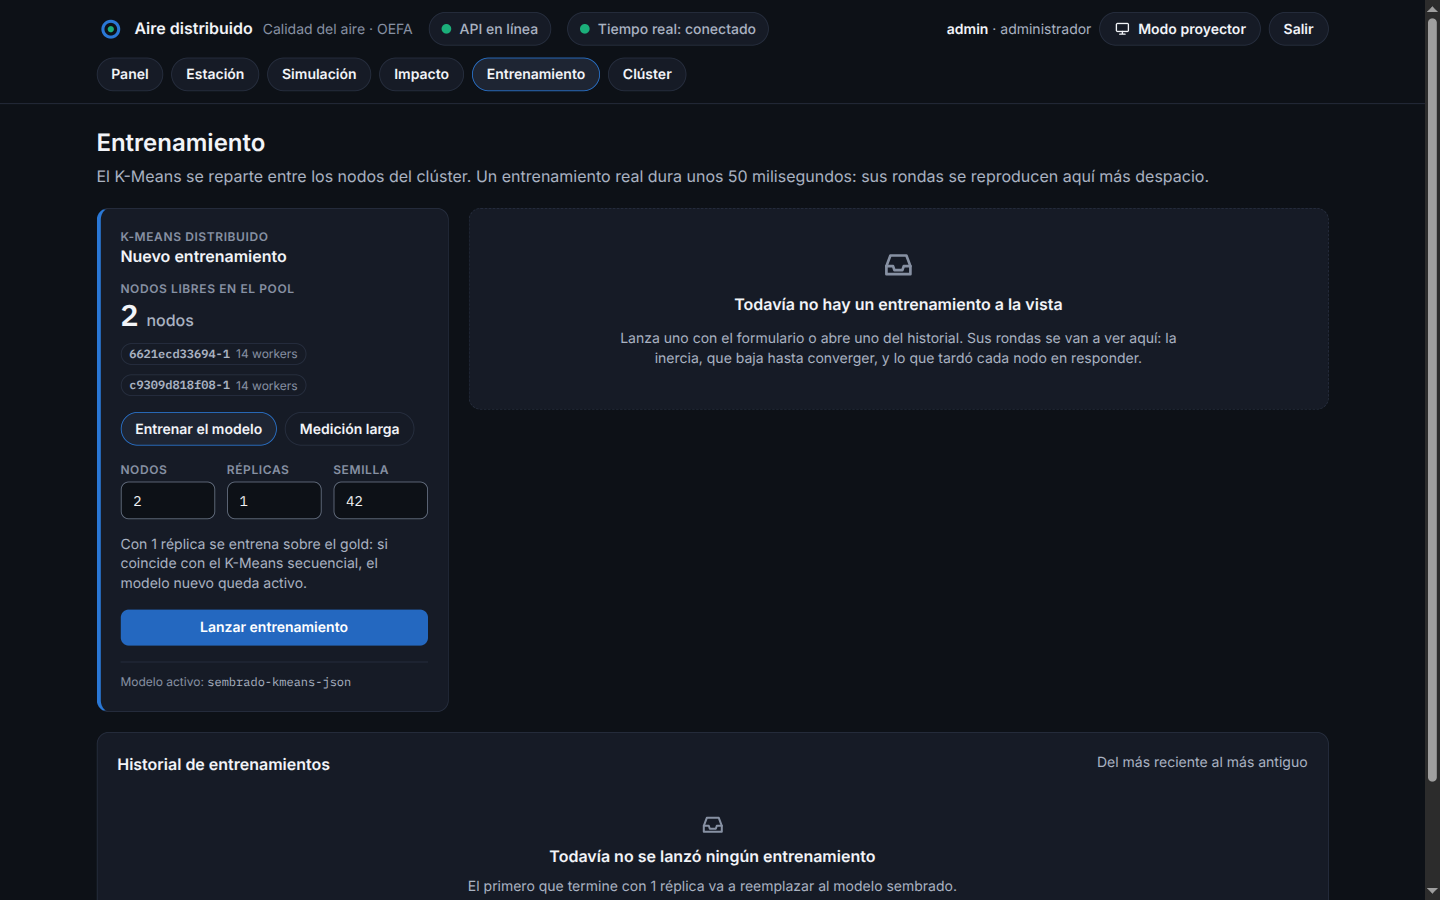 Aire distribuido Calidad del aire · OEFA API en línea Tiempo real: conectado admin · administrador Modo proyector Salir
Panel Estación Simulación Impacto Entrenamiento Clúster
Entrenamiento
El K-Means se reparte entre los nodos del clúster. Un entrenamiento real dura unos 50 milisegundos: sus rondas se reproducen aquí más despacio.
K-MEANS DISTRIBUIDO
Nuevo entrenamiento
NODOS LIBRES EN EL POOL
2 nodos
6621ecd33694-1 14 workers
c9309d818f08-1 14 workers
Entrenar el modelo Medición larga
NODOS RÉPLICAS SEMILLA
2 1 42
Con 1 réplica se entrena sobre el gold: si
coincide con el K-Means secuencial, el
modelo nuevo queda activo.
Lanzar entrenamiento
Modelo activo: sembrado-kmeans-json
Todavía no hay un entrenamiento a la vista
Lanza uno con el formulario o abre uno del historial. Sus rondas se van a ver aquí: la
inercia, que baja hasta converger, y lo que tardó cada nodo en responder.
Historial de entrenamientos Del más reciente al más antiguo
Todavía no se lanzó ningún entrenamiento
El primero que termine con 1 réplica va a reemplazar al modelo sembrado.